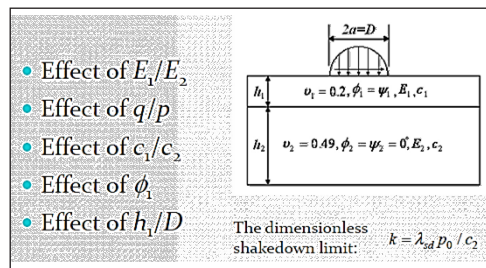 Effect of E₁/E₂
Effect of q/p
Effect of c₁/c₂
Effect of ϕ₁
Effect of h₁/D
2a=D
h₁
υ₁ = 0.2, ϕ₁ = ψ₁, E₁, c₁
h₂
υ₂ = 0.49, ϕ₂ = ψ₂ = 0°, E₂, c₂
The dimensionless
shakedown limit: k = λ_sd p₀ / c₂